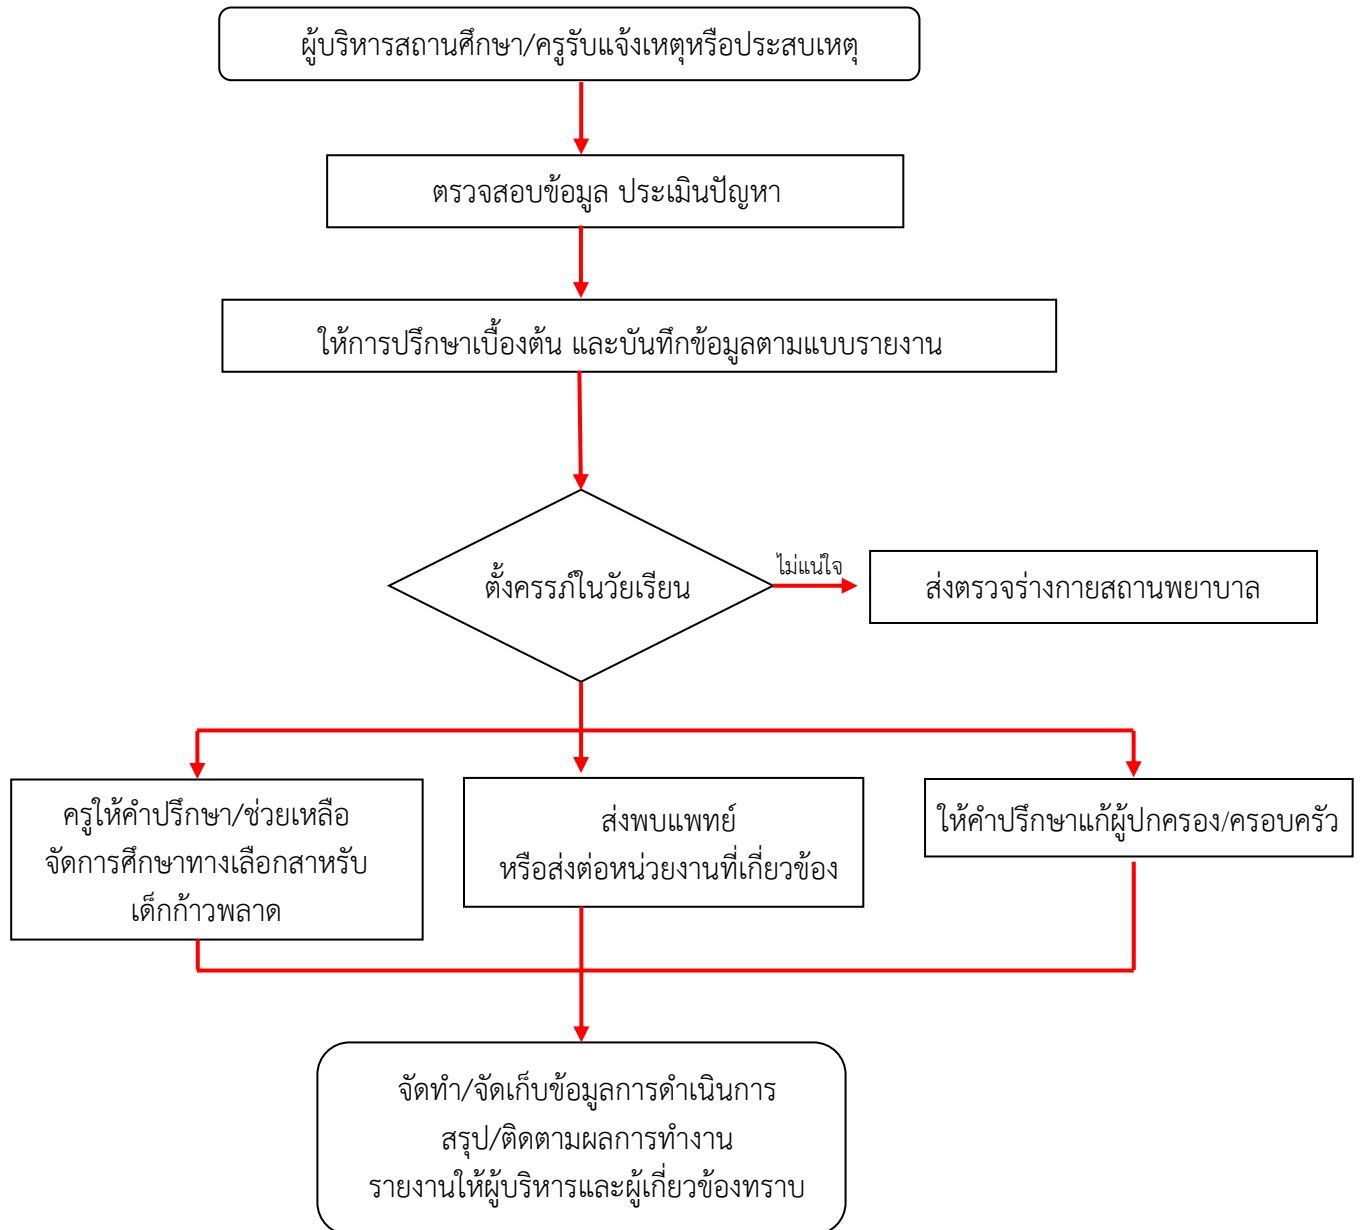 ผู้บริหารสถานศึกษา/ครูรับแจ้งเหตุหรือประสบเหตุ
ตรวจสอบข้อมูล ประเมินปัญหา
ให้การปรึกษาเบื้องต้น และบันทึกข้อมูลตามแบบรายงาน
ตั้งครรภ์ในวัยเรียน
ไม่แน่ใจ
ส่งตรวจร่างกายสถานพยาบาล
ครูให้คำปรึกษา/ช่วยเหลือ
จัดการศึกษาทางเลือกสาหรับ
เด็กก้าวพลาด
ส่งพบแพทย์
หรือส่งต่อหน่วยงานที่เกี่ยวข้อง
ให้คำปรึกษาแก้ผู้ปกครอง/ครอบครัว
จัดทำ/จัดเก็บข้อมูลการดำเนินการ
สรุป/ติดตามผลการทำงาน
รายงานให้ผู้บริหารและผู้เกี่ยวข้องทราบ